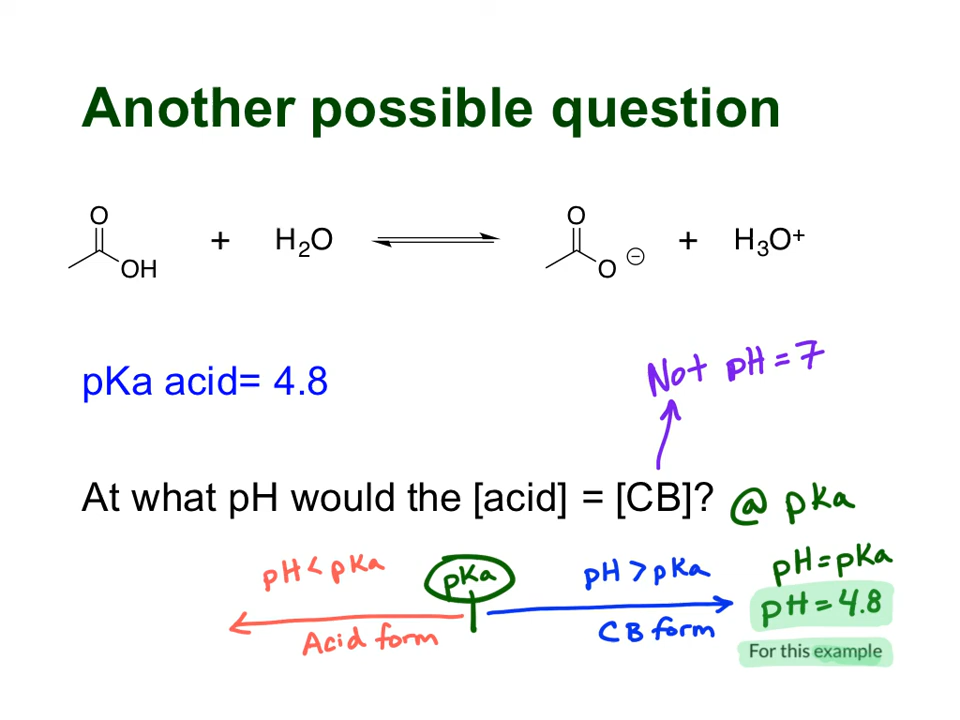 Another possible question
O O
+ H₂O + H₃O⁺
OH O ⊖
Not pH = 7
pKa acid= 4.8
At what pH would the [acid] = [CB]? @ pKa
pH < pKa pKa pH > pKa pH = pKa
pH = 4.8
Acid form CB form
For this example